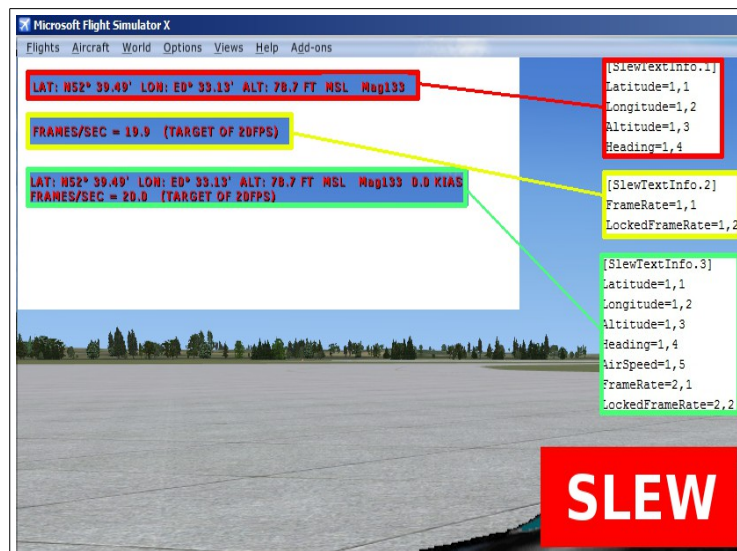 Microsoft Flight Simulator X
Flights Aircraft World Options Views Help Add-ons
LAT: N52° 39.49' LON: E0° 33.13' ALT: 78.7 FT MSL Mag133
FRAMES/SEC = 19.9 (TARGET OF 20FPS)
LAT: N52° 39.49' LON: E0° 33.13' ALT: 78.7 FT MSL Mag133 0.0 KIAS
FRAMES/SEC = 20.0 (TARGET OF 20FPS)
[SlewTextInfo.1]
Latitude=1,1
Longitude=1,2
Altitude=1,3
Heading=1,4
[SlewTextInfo.2]
FrameRate=1,1
LockedFrameRate=1,2
[SlewTextInfo.3]
Latitude=1,1
Longitude=1,2
Altitude=1,3
Heading=1,4
AirSpeed=1,5
FrameRate=2,1
LockedFrameRate=2,2
SLEW